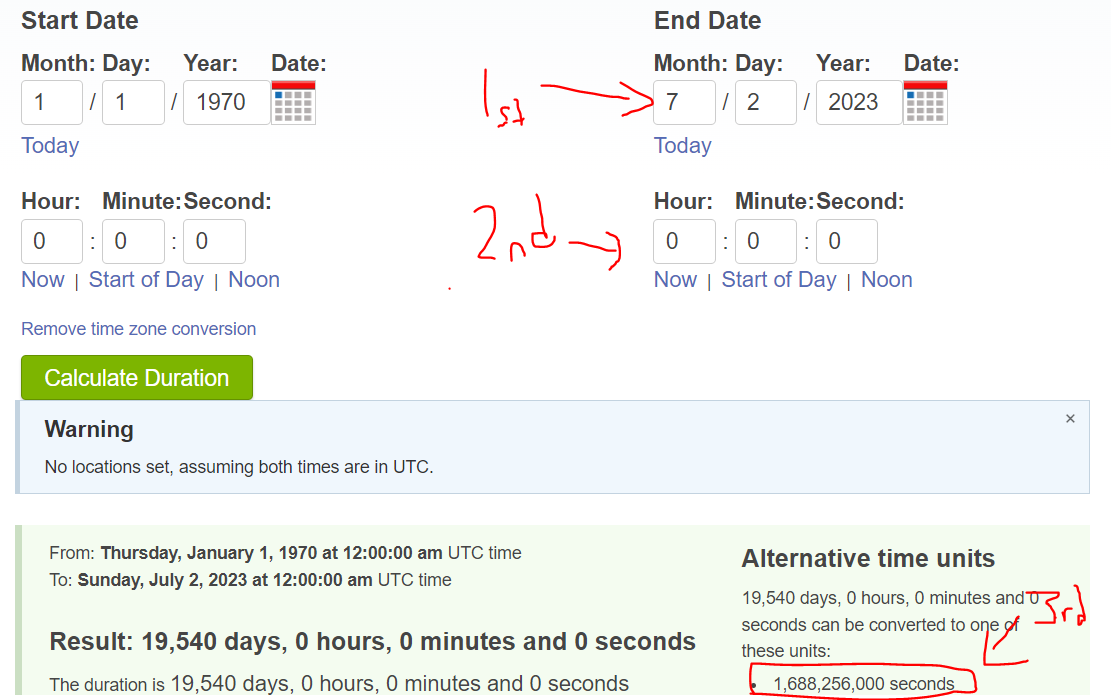 Start Date
End Date
Month: Day: Year: Date:
Month: Day: Year: Date:
1 / 1 / 1970
1st
7 / 2 / 2023
Today
Today
Hour: Minute: Second:
Hour: Minute: Second:
0 : 0 : 0
2nd
0 : 0 : 0
Now | Start of Day | Noon
Now | Start of Day | Noon
Remove time zone conversion
Calculate Duration
Warning
×
No locations set, assuming both times are in UTC.
From: Thursday, January 1, 1970 at 12:00:00 am UTC time
To: Sunday, July 2, 2023 at 12:00:00 am UTC time
Result: 19,540 days, 0 hours, 0 minutes and 0 seconds
The duration is 19,540 days, 0 hours, 0 minutes and 0 seconds
Alternative time units
19,540 days, 0 hours, 0 minutes and 0
3rd
seconds can be converted to one of
these units:
• 1,688,256,000 seconds